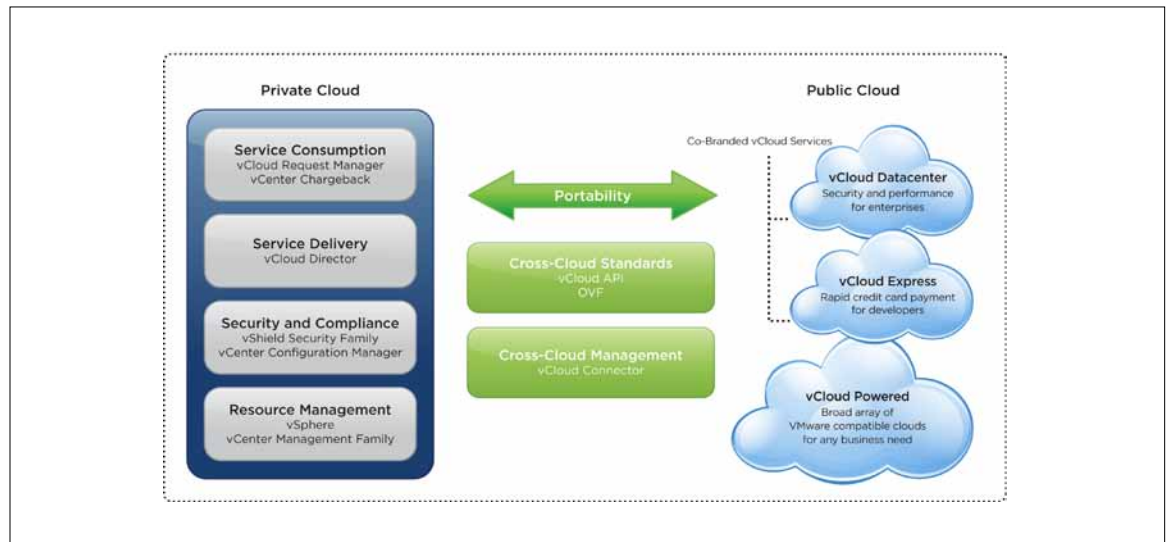 Private Cloud
Service Consumption
vCloud Request Manager
vCenter Chargeback
Service Delivery
vCloud Director
Security and Compliance
vShield Security Family
vCenter Configuration Manager
Resource Management
vSphere
vCenter Management Family
Portability
Cross-Cloud Standards
vCloud API
OVF
Cross-Cloud Management
vCloud Connector
Public Cloud
Co-Branded vCloud Services
vCloud Datacenter
Security and performance
for enterprises
vCloud Express
Rapid credit card payment
for developers
vCloud Powered
Broad array of
VMware compatible clouds
for any business need